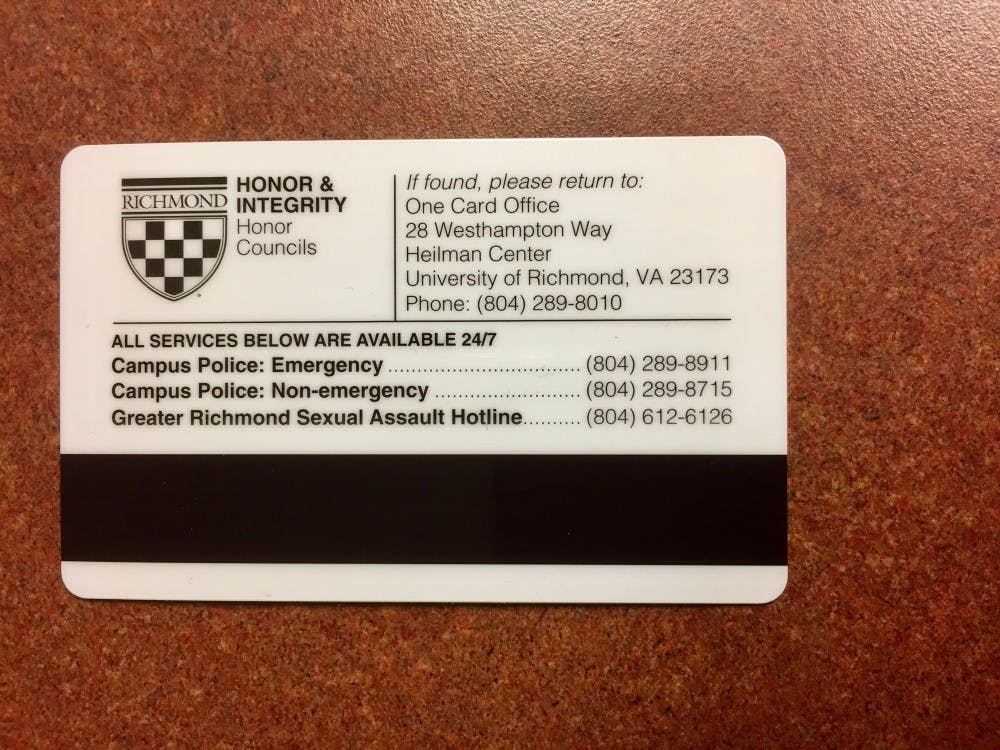 RICHMOND
HONOR &
INTEGRITY
Honor
Councils
If found, please return to:
One Card Office
28 Westhampton Way
Heilman Center
University of Richmond, VA 23173
Phone: (804) 289-8010
ALL SERVICES BELOW ARE AVAILABLE 24/7
Campus Police: Emergency ................................. (804) 289-8911
Campus Police: Non-emergency ......................... (804) 289-8715
Greater Richmond Sexual Assault Hotline.......... (804) 612-6126